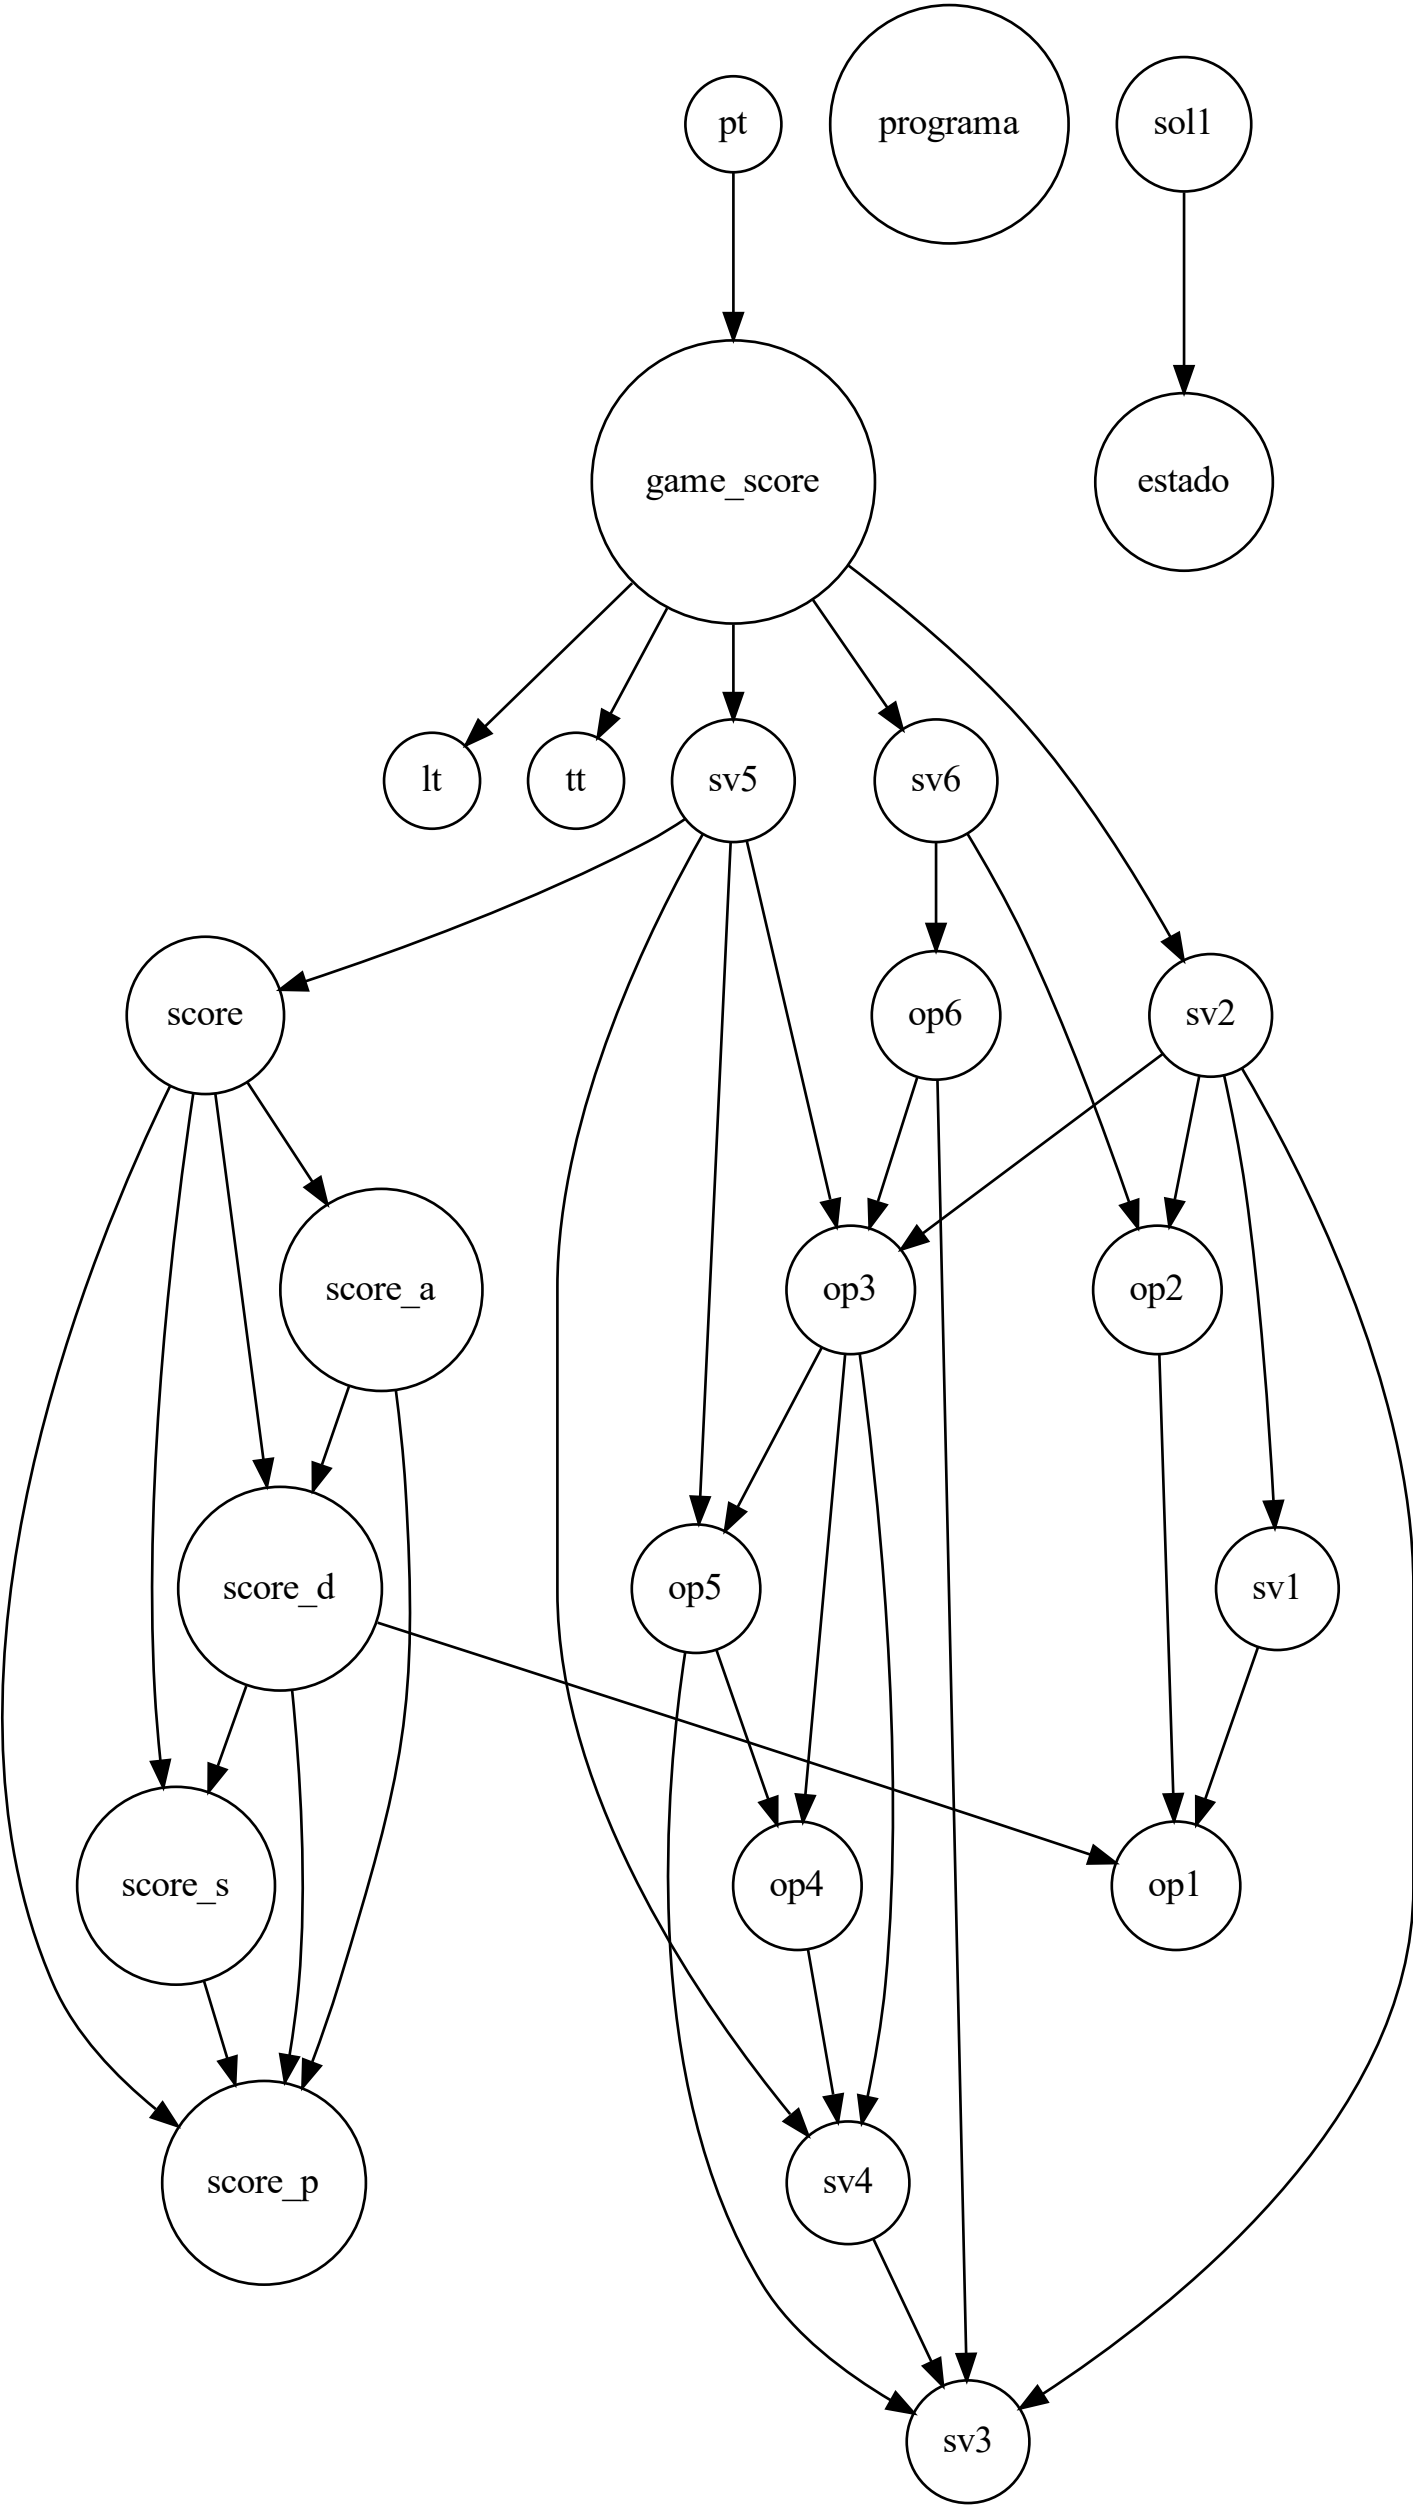 pt
programa
sol1
game_score
estado
lt
tt
sv5
sv6
score
op6
sv2
score_a
op3
op2
score_d
op5
sv1
score_s
op4
op1
score_p
sv4
sv3